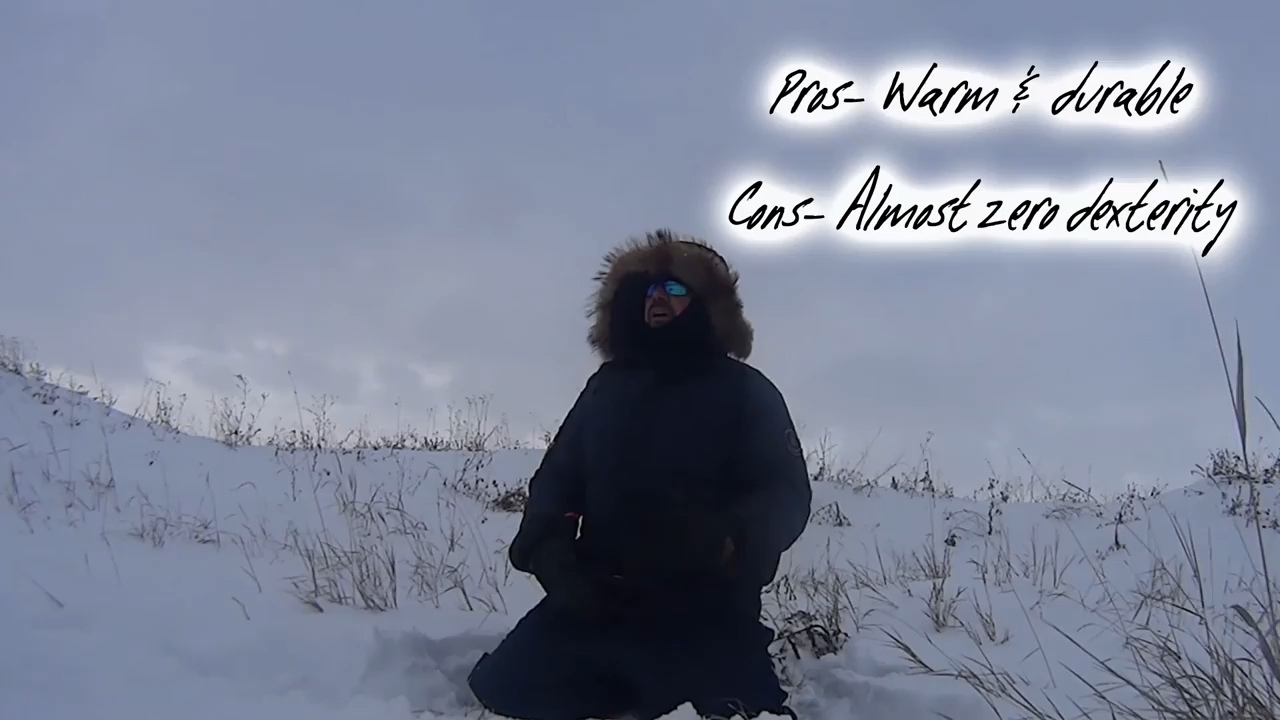 Pros- Warm & durable
Cons- Almost zero dexterity